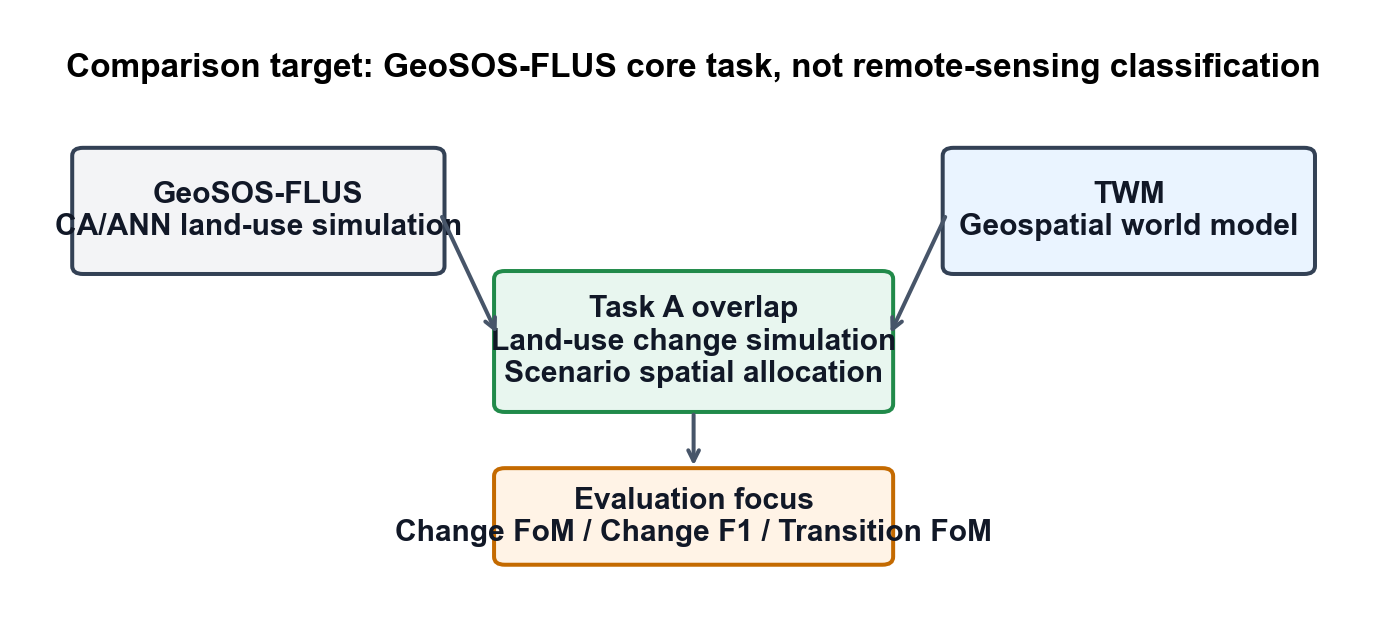 Comparison target: GeoSOS-FLUS core task, not remote-sensing classification
GeoSOS-FLUS
CA/ANN land-use simulation
TWM
Geospatial world model
Task A overlap
Land-use change simulation
Scenario spatial allocation
Evaluation focus
Change FoM / Change F1 / Transition FoM